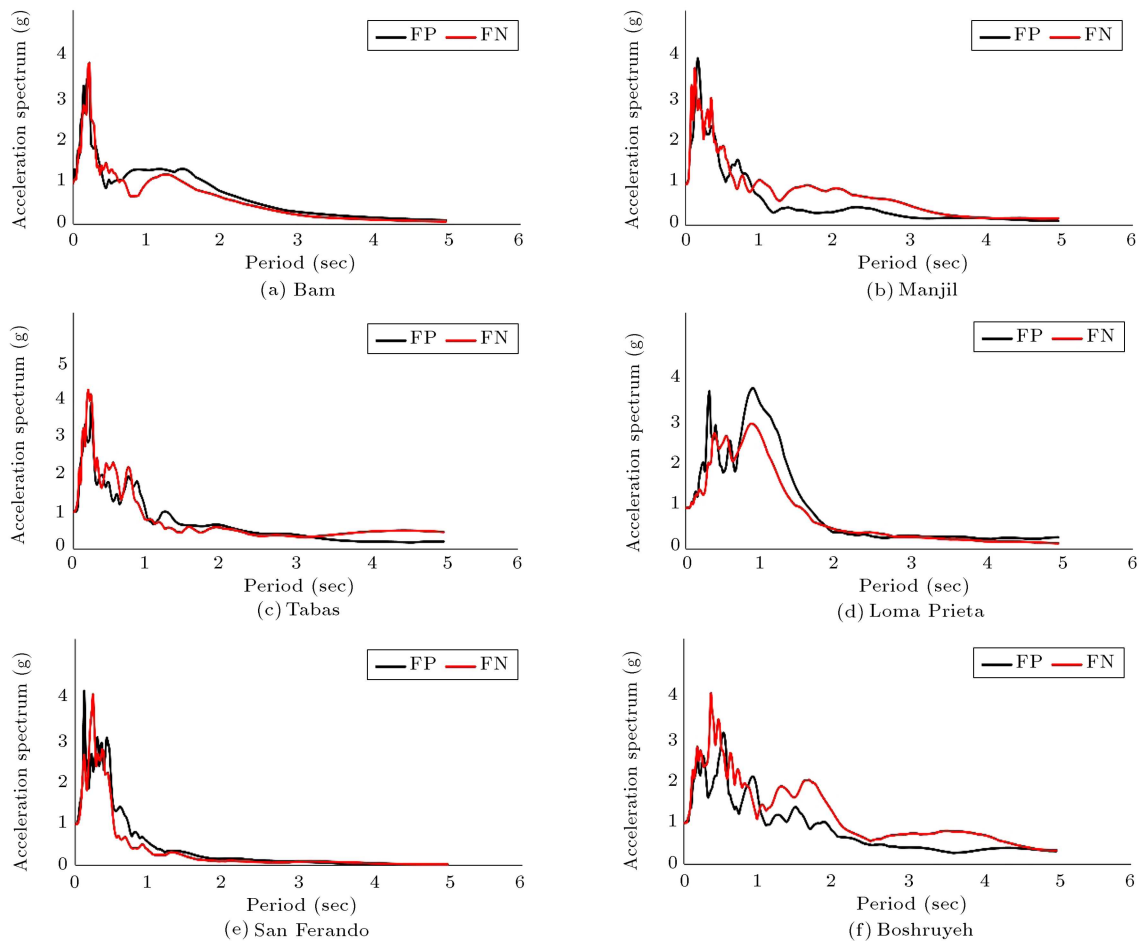 FP FN
Acceleration spectrum (g)
4
3
2
1
0
0 1 2 3 4 5 6
Period (sec)
(a) Bam
FP FN
Acceleration spectrum (g)
4
3
2
1
0
0 1 2 3 4 5 6
Period (sec)
(b) Manjil
FP FN
Acceleration spectrum (g)
5
4
3
2
1
0
0 1 2 3 4 5 6
Period (sec)
(c) Tabas
FP FN
Acceleration spectrum (g)
4
3
2
1
0
0 1 2 3 4 5 6
Period (sec)
(d) Loma Prieta
FP FN
Acceleration spectrum (g)
4
3
2
1
0
0 1 2 3 4 5 6
Period (sec)
(e) San Ferando
FP FN
Acceleration spectrum (g)
4
3
2
1
0
0 1 2 3 4 5 6
Period (sec)
(f) Boshruyeh